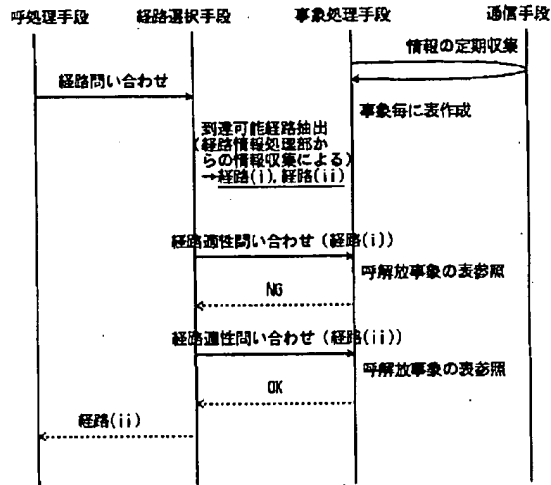 呼処理手段 経路選択手段 事象処理手段 通信手段
情報の定期収集
経路問い合わせ
事象毎に表作成
到達可能経路抽出
(経路情報処理部か
らの情報収集による)
→経路(i),経路(ii)
経路適性問い合わせ(経路(i))
呼解放事象の表参照
NG
経路適性問い合わせ(経路(ii))
呼解放事象の表参照
OK
経路(ii)